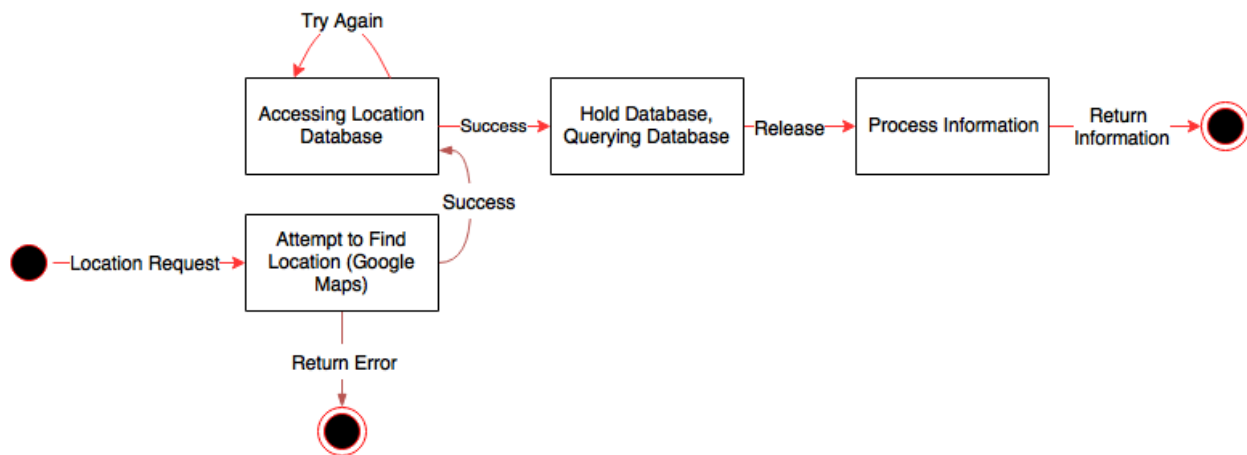 Try Again
Accessing Location
Database
Success
Hold Database,
Querying Database
Release
Process Information
Return
Information
Success
Location Request
Attempt to Find
Location (Google
Maps)
Return Error